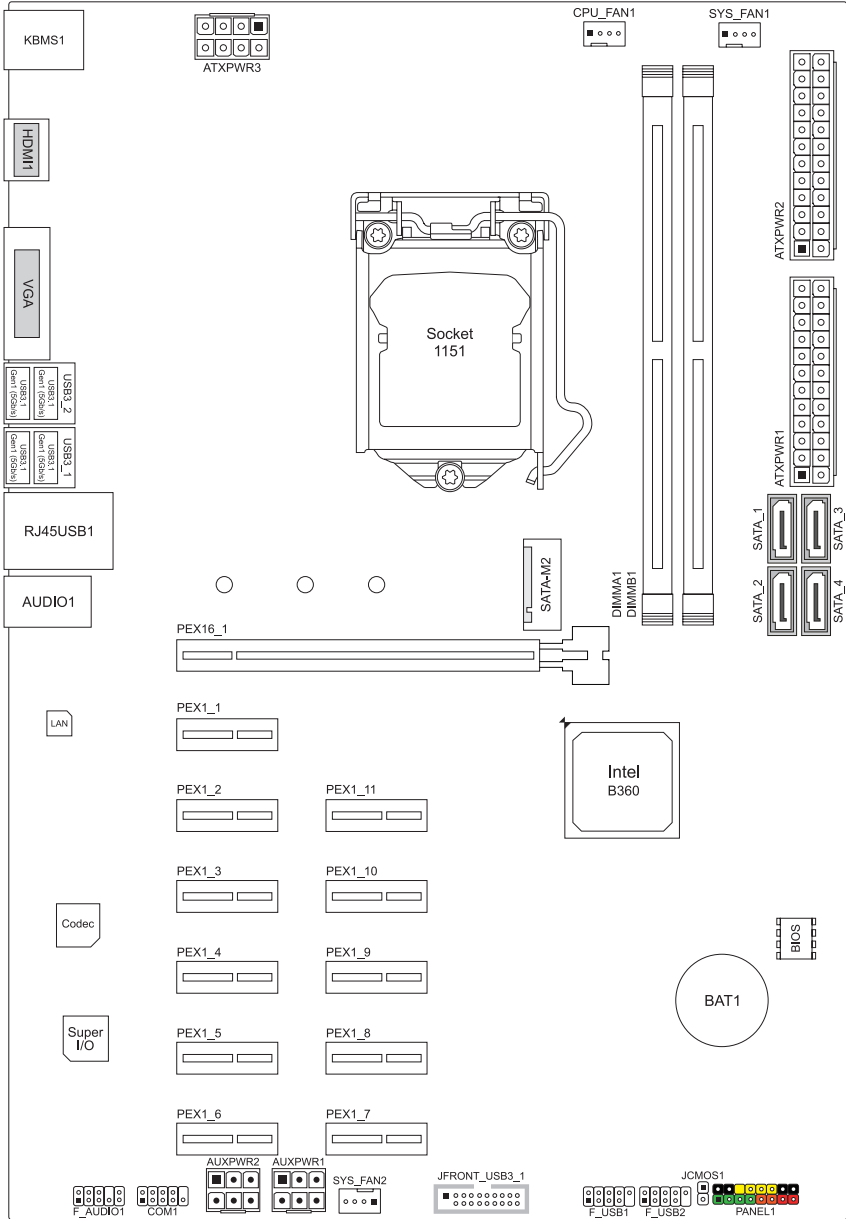 CPU_FAN1
SYS_FAN1
KBMS1
ATXPWR3
HDMI1
ATXPWR2
VGA
Socket
1151
USB3_2
USB3.1
Gen1 (5Gb/s)
USB3.1
Gen1 (5Gb/s)
USB3_1
USB3.1
Gen1 (5Gb/s)
USB3.1
Gen1 (5Gb/s)
ATXPWR1
RJ45USB1
SATA_1
SATA_3
AUDIO1
SATA-M2
DIMMA1
DIMMB1
SATA_2
SATA_4
PEX16_1
LAN
PEX1_1
Intel
B360
PEX1_2
PEX1_11
PEX1_3
PEX1_10
Codec
BIOS
PEX1_4
PEX1_9
BAT1
Super
I/O
PEX1_5
PEX1_8
PEX1_6
PEX1_7
AUXPWR2
AUXPWR1
SYS_FAN2
JFRONT_USB3_1
JCMOS1
F_AUDIO1
COM1
F_USB1
F_USB2
PANEL1